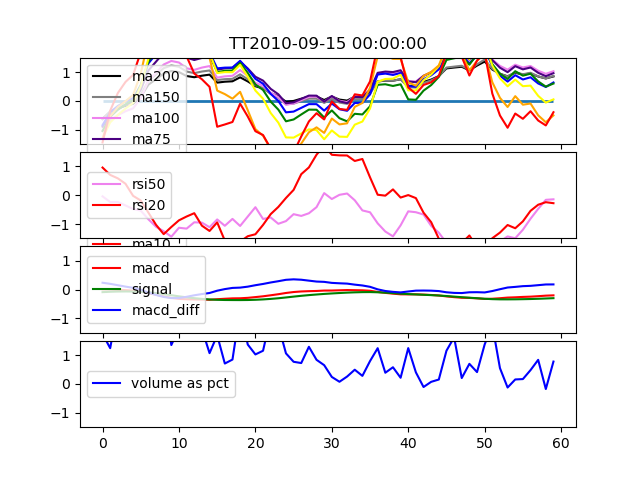 TT2010-09-15 00:00:00
1
0
−1
ma200
ma150
ma100
ma75
ma10
1
0
−1
rsi50
rsi20
1
0
−1
macd
signal
macd_diff
1
0
−1
volume as pct
0 10 20 30 40 50 60